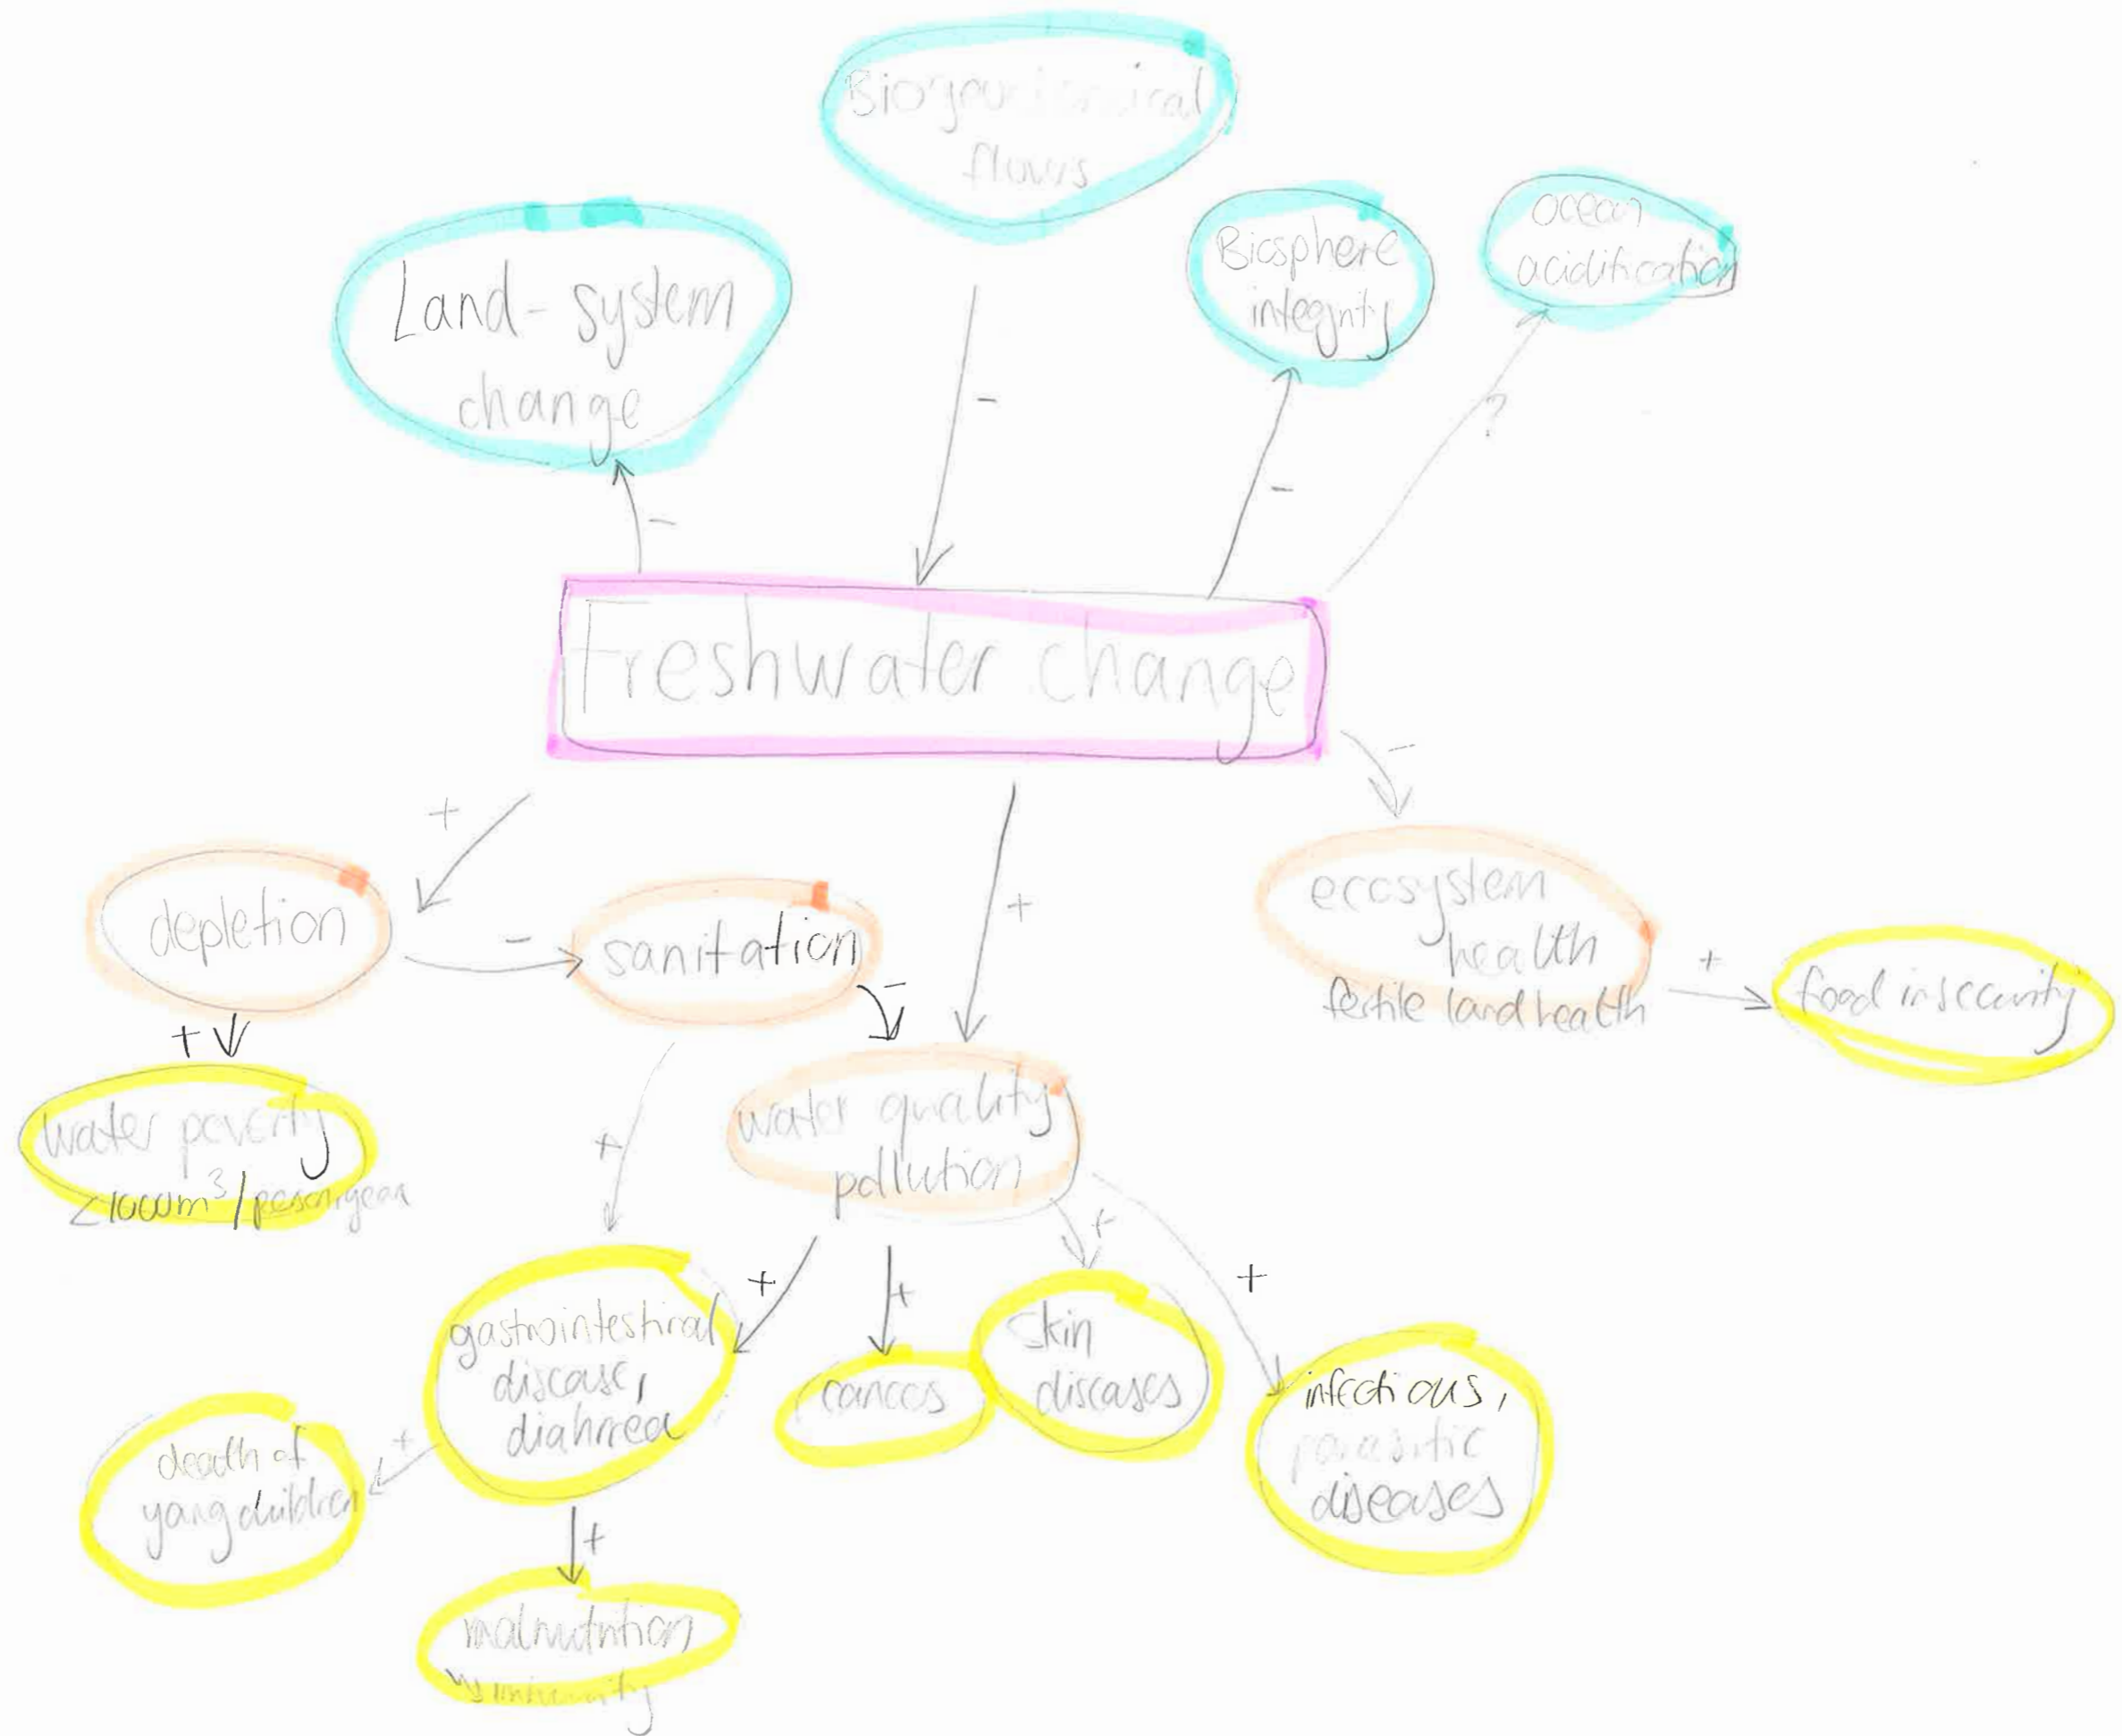 Biogeochemical
flows
Land-system
change
Biosphere
integrity
ocean
acidification
-
-
-
?
Freshwater change
+
-
depletion
-
sanitation
-
+
ecosystem
health
fertile land health
+
food insecurity
+
water poverty
<1000m³/person,year
+
water quality
pollution
+
+
+
+
gastrointestinal
disease,
diahrrea
cancers
skin
diseases
infectious,
parasitic
diseases
+
death of
young children
+
malnutrition